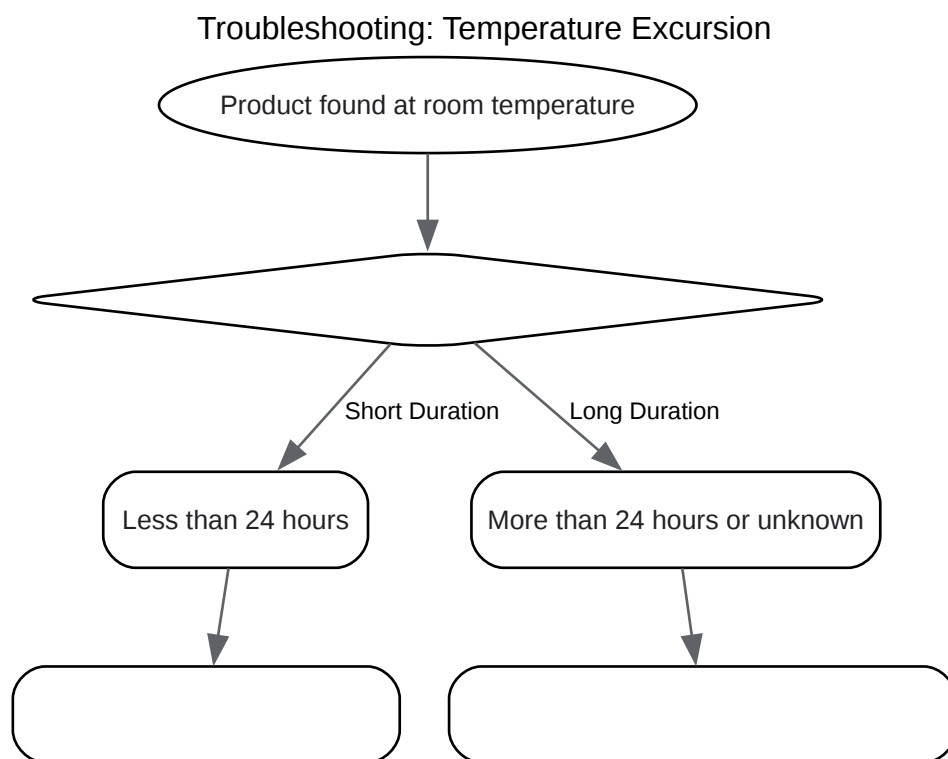 Troubleshooting: Temperature Excursion
Product found at room temperature
Short Duration
Long Duration
Less than 24 hours
More than 24 hours or unknown